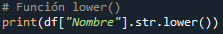 # Función lower()
print(df["Nombre"].str.lower())